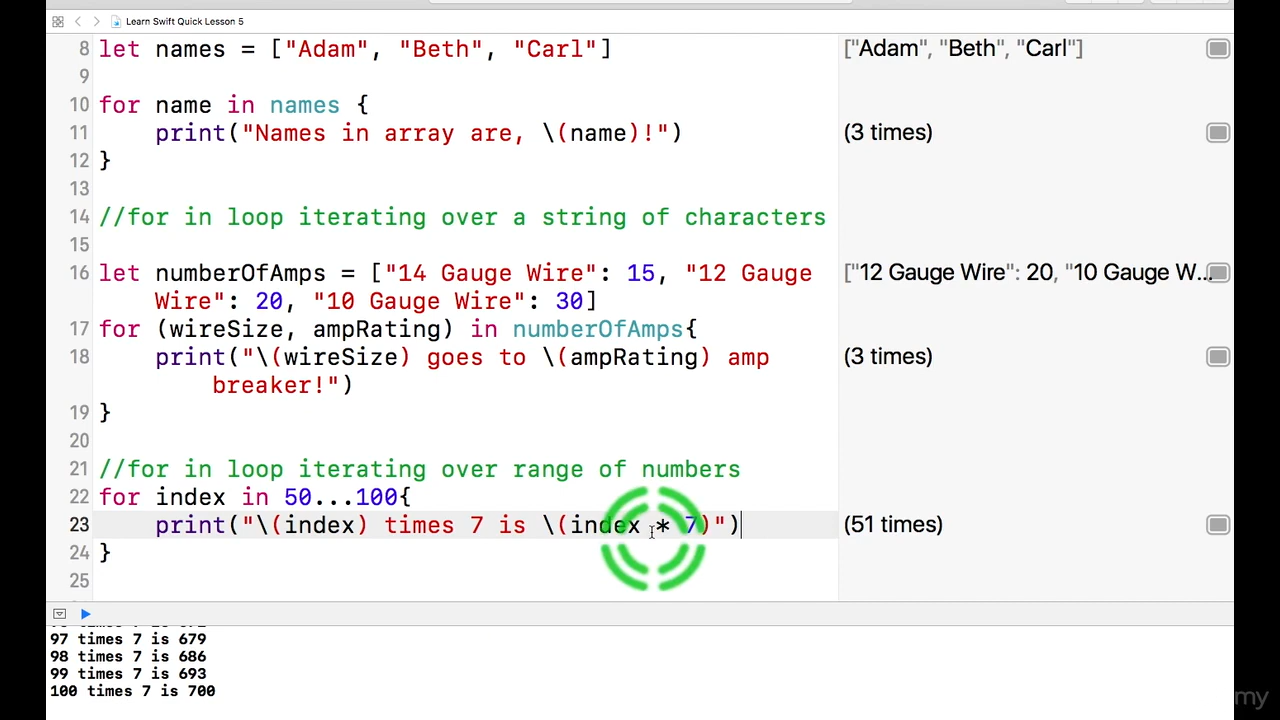 Learn Swift Quick Lesson 5
8 let names = ["Adam", "Beth", "Carl"] ["Adam", "Beth", "Carl"]
9
10 for name in names {
11 print("Names in array are, \(name)!") (3 times)
12 }
13
14 //for in loop iterating over a string of characters
15
16 let numberOfAmps = ["14 Gauge Wire": 15, "12 Gauge ["12 Gauge Wire": 20, "10 Gauge W...
Wire": 20, "10 Gauge Wire": 30]
17 for (wireSize, ampRating) in numberOfAmps{
18 print("\(wireSize) goes to \(ampRating) amp (3 times)
breaker!")
19 }
20
21 //for in loop iterating over range of numbers
22 for index in 50...100{
23 print("\(index) times 7 is \(index * 7)") (51 times)
24 }
25
97 times 7 is 679
98 times 7 is 686
99 times 7 is 693
100 times 7 is 700
my